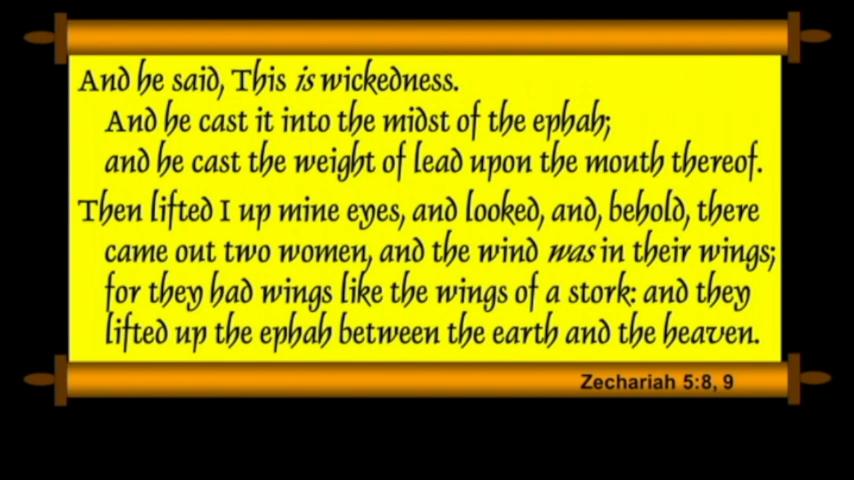 And he said, This is wickedness.
And he cast it into the midst of the ephah;
and he cast the weight of lead upon the mouth thereof.
Then lifted I up mine eyes, and looked, and, behold, there
came out two women, and the wind was in their wings;
for they had wings like the wings of a stork: and they
lifted up the ephah between the earth and the heaven.
Zechariah 5:8, 9